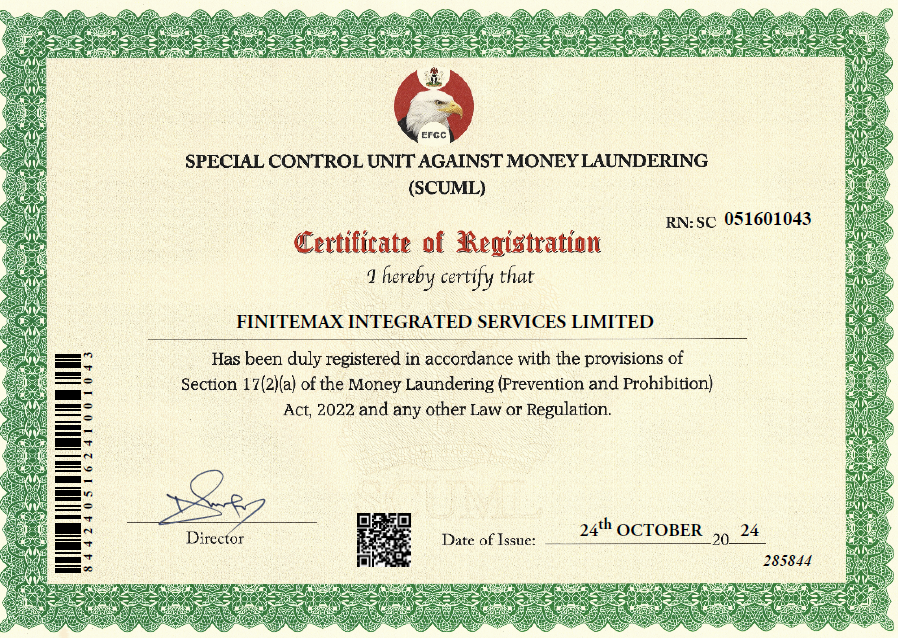 EFCC
SPECIAL CONTROL UNIT AGAINST MONEY LAUNDERING
(SCUML)
RN: SC 051601043
Certificate of Registration
I hereby certify that
FINITEMAX INTEGRATED SERVICES LIMITED
Has been duly registered in accordance with the provisions of
Section 17(2)(a) of the Money Laundering (Prevention and Prohibition)
Act, 2022 and any other Law or Regulation.
SCUML
84424051624100104 3
Director
Date of Issue: 24th OCTOBER 20 24
285844